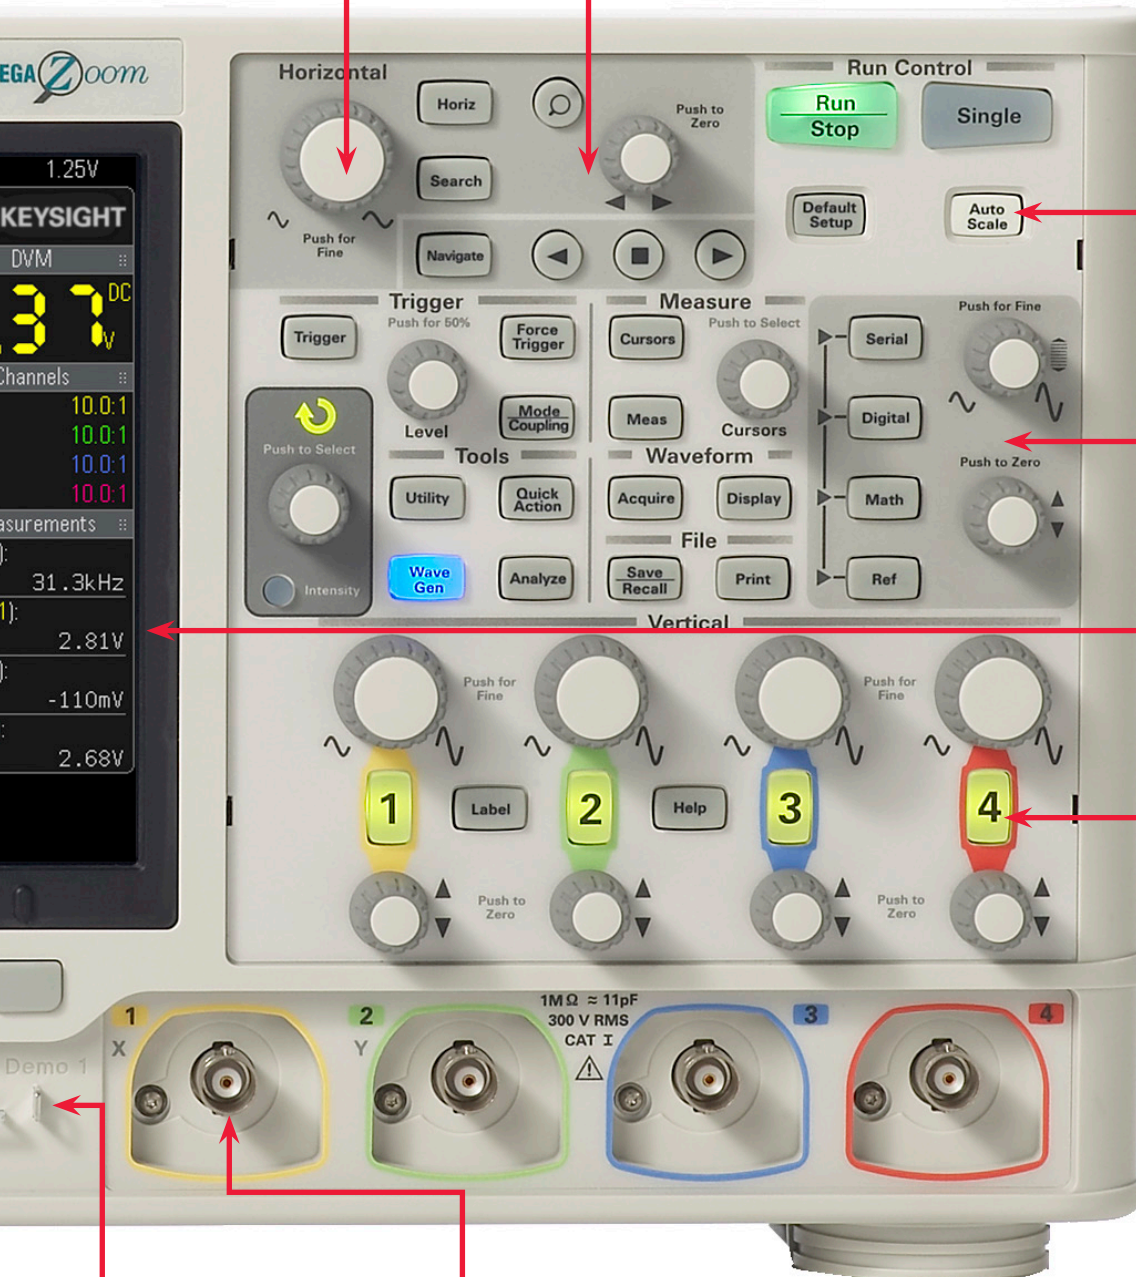 EGA Zoom
1.25V
KEYSIGHT
DVM
37 DC
V
Channels
10.0:1
10.0:1
10.0:1
10.0:1
asurements
):
31.3kHz
1):
2.81V
):
-110mV
:
2.68V
Horizontal
Horiz
Search
Push for
Fine
Navigate
Push to
Zero
Run Control
Run
Stop
Single
Default
Setup
Auto
Scale
Trigger
Trigger
Push for 50%
Level
Force
Trigger
Mode
Coupling
Push to Select
Intensity
Tools
Utility
Quick
Action
Wave
Gen
Analyze
Measure
Cursors
Push to Select
Meas
Cursors
Waveform
Acquire
Display
File
Save
Recall
Print
Serial
Digital
Math
Ref
Push for Fine
Push to Zero
Vertical
Push for
Fine
Push for
Fine
1
Label
2
Help
3
4
Push to
Zero
Push to
Zero
1
X
2
Y
1MΩ ≈ 11pF
300 V RMS
CAT I
3
4
Demo 1